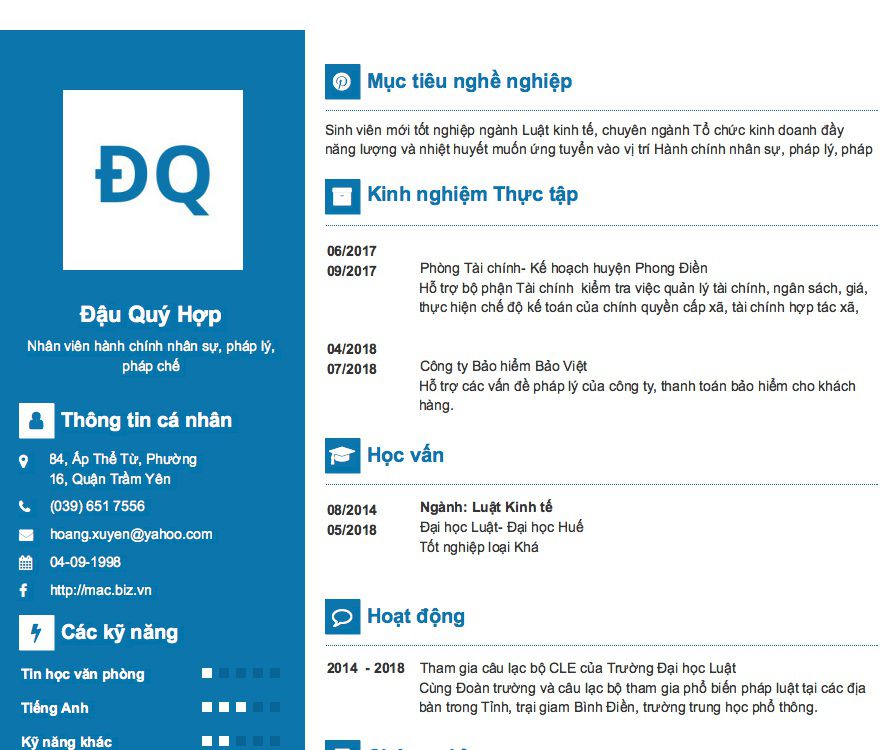 ĐQ
Đậu Quý Hợp
Nhân viên hành chính nhân sự, pháp lý,
pháp chế
Thông tin cá nhân
84, Ấp Thế Từ, Phường
16, Quận Trầm Yên
(039) 651 7556
hoang.xuyen@yahoo.com
04-09-1998
http://mac.biz.vn
Các kỹ năng
Tin học văn phòng
Tiếng Anh
Kỹ năng khác
Mục tiêu nghề nghiệp
Sinh viên mới tốt nghiệp ngành Luật kinh tế, chuyên ngành Tổ chức kinh doanh đầy
năng lượng và nhiệt huyết muốn ứng tuyển vào vị trí Hành chính nhân sự, pháp lý, pháp
Kinh nghiệm Thực tập
06/2017
09/2017
Phòng Tài chính- Kế hoạch huyện Phong Điền
Hỗ trợ bộ phận Tài chính kiểm tra việc quản lý tài chính, ngân sách, giá,
thực hiện chế độ kế toán của chính quyền cấp xã, tài chính hợp tác xã,
04/2018
07/2018
Công ty Bảo hiểm Bảo Việt
Hỗ trợ các vấn đề pháp lý của công ty, thanh toán bảo hiểm cho khách
hàng.
Học vấn
08/2014
05/2018
Ngành: Luật Kinh tế
Đại học Luật- Đại học Huế
Tốt nghiệp loại Khá
Hoạt động
2014 - 2018
Tham gia câu lạc bộ CLE của Trường Đại học Luật
Cùng Đoàn trường và câu lạc bộ tham gia phổ biến pháp luật tại các địa
bàn trong Tỉnh, trại giam Bình Điền, trường trung học phổ thông.